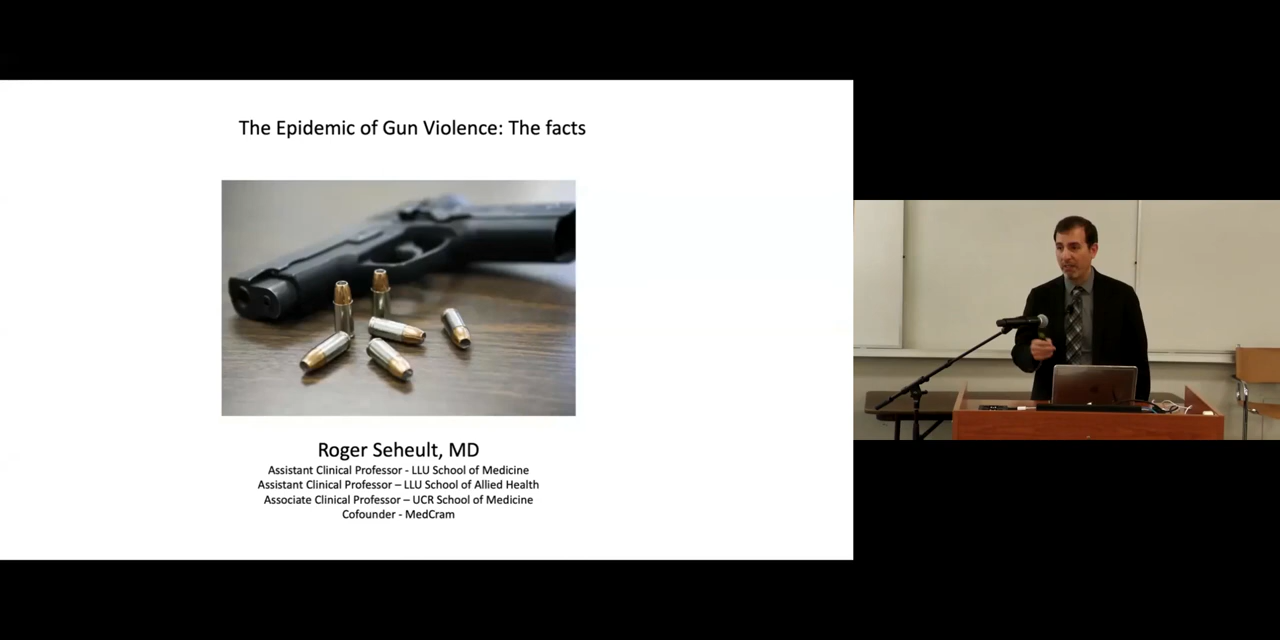 The Epidemic of Gun Violence: The facts
Roger Seheult, MD
Assistant Clinical Professor - LLU School of Medicine
Assistant Clinical Professor – LLU School of Allied Health
Associate Clinical Professor – UCR School of Medicine
Cofounder - MedCram